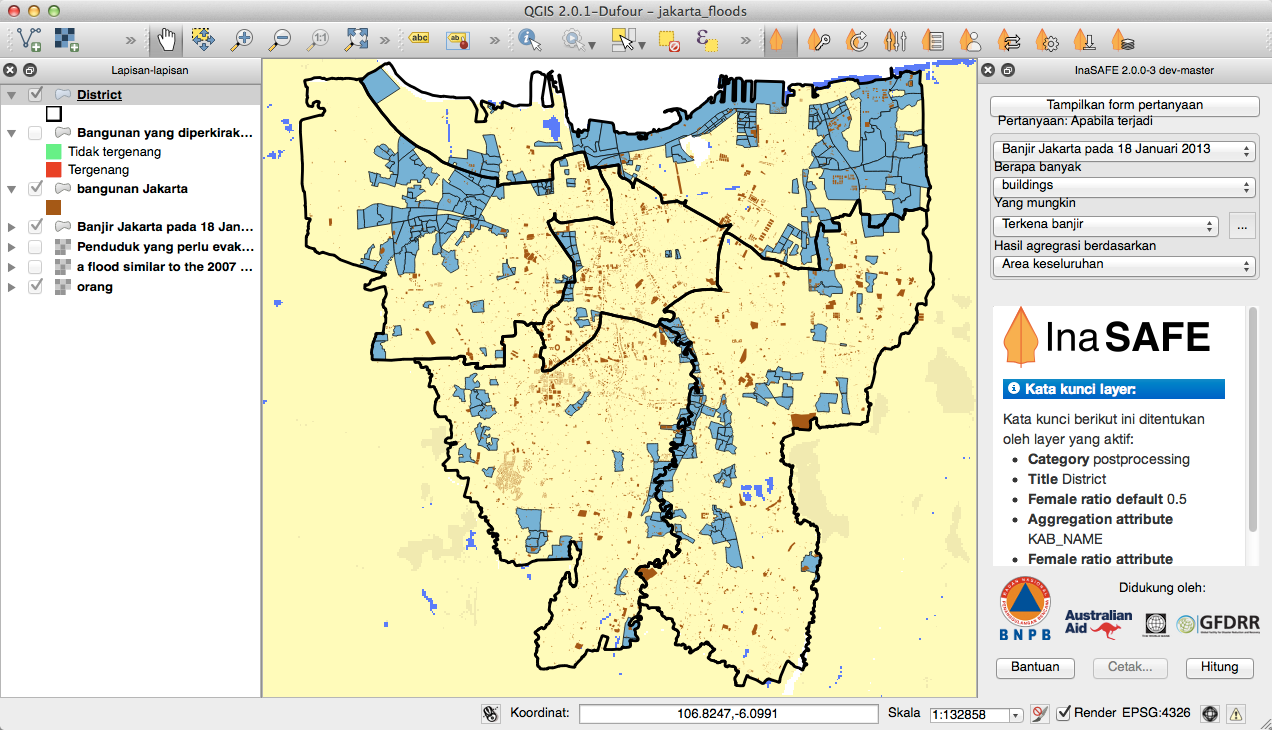 QGIS 2.0.1-Dufour - jakarta_floods
abc
ab
1:1
Lapisan-lapisan
District
Bangunan yang diperkirak...
Tidak tergenang
Tergenang
bangunan Jakarta
Banjir Jakarta pada 18 Jan...
Penduduk yang perlu evak...
a flood similar to the 2007 ...
orang
InaSAFE 2.0.0-3 dev-master
Tampilkan form pertanyaan
Pertanyaan: Apabila terjadi
Banjir Jakarta pada 18 Januari 2013
Berapa banyak
buildings
Yang mungkin
Terkena banjir
...
Hasil agregrasi berdasarkan
Area keseluruhan
InaSAFE
Kata kunci layer:
Kata kunci berikut ini ditentukan
oleh layer yang aktif:
• Category postprocessing
• Title District
• Female ratio default 0.5
• Aggregation attribute
KAB_NAME
• Female ratio attribute
Didukung oleh:
BNPB
Australian
Aid
GFDRR
Bantuan
Cetak...
Hitung
Koordinat:
106.8247,-6.0991
Skala
1:132858
Render
EPSG:4326